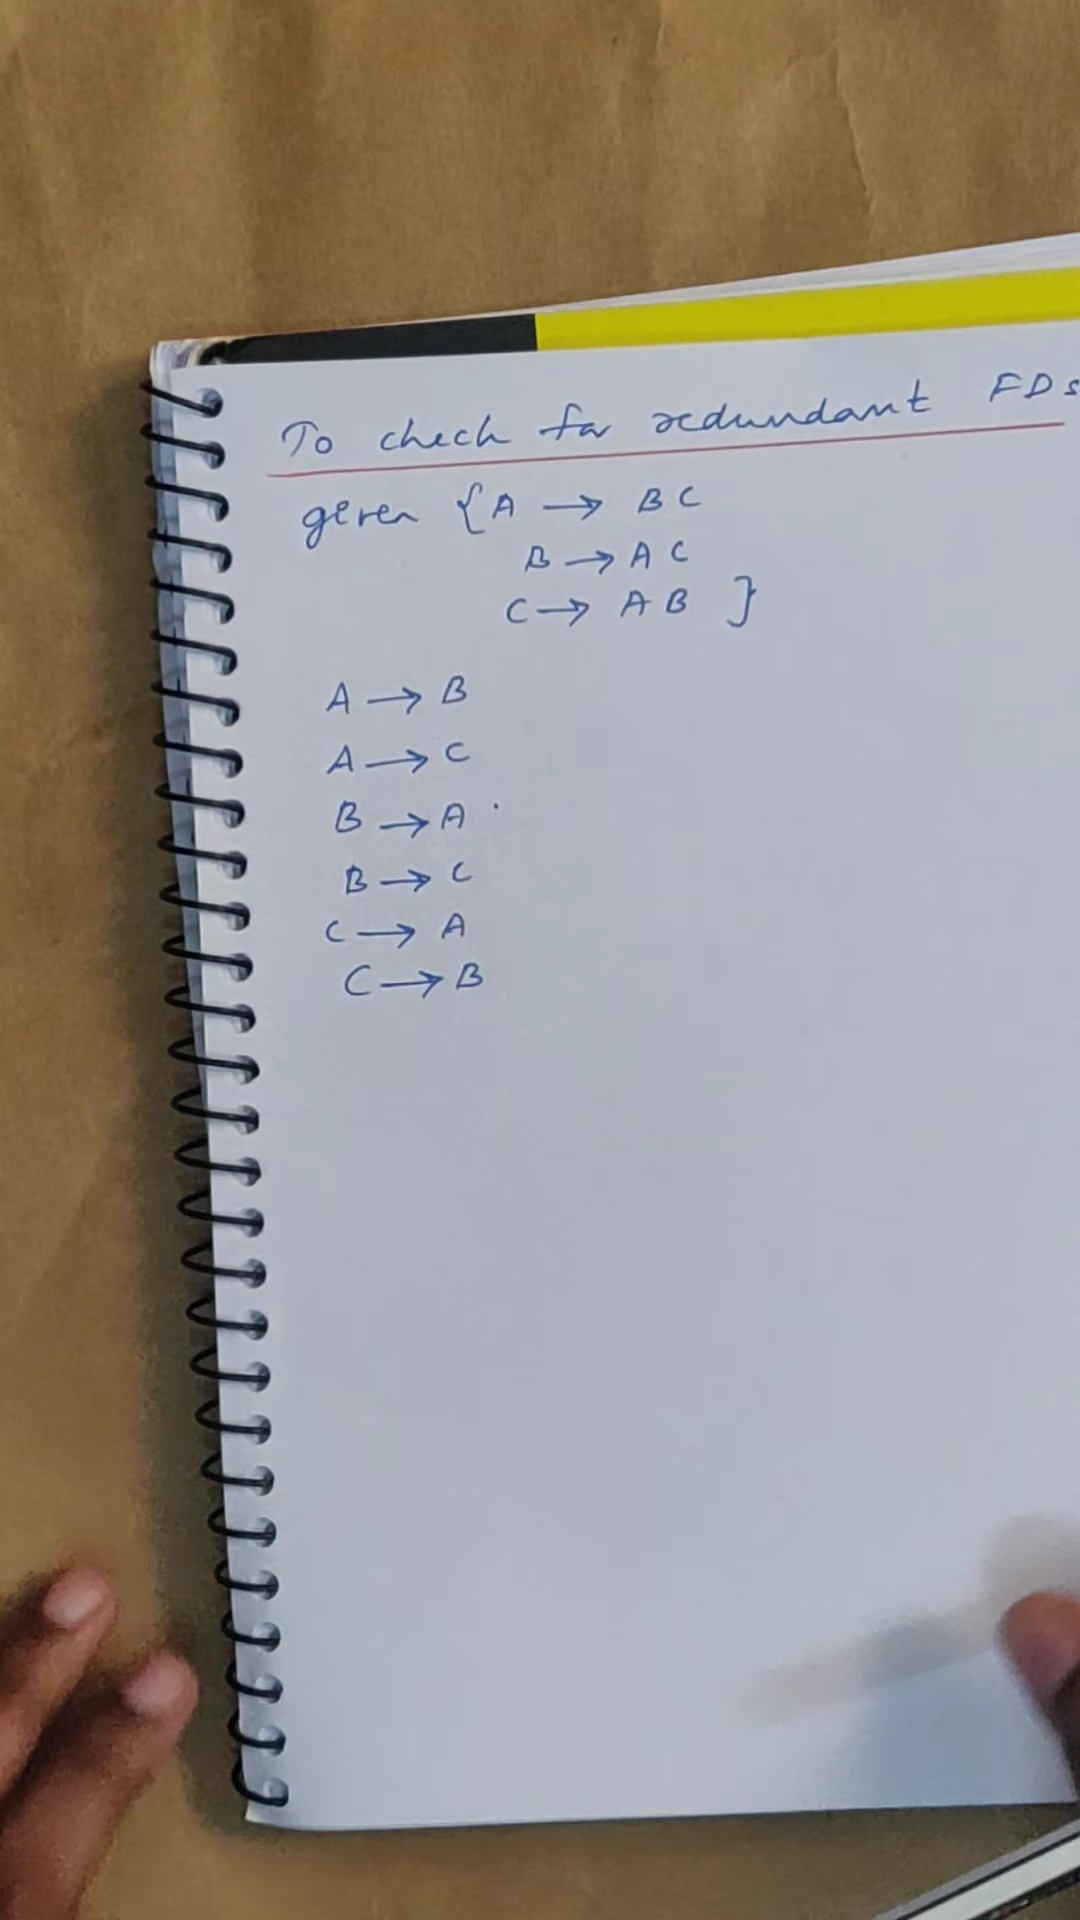 To check for redundant FDs
given {A → BC
B → AC
C → AB }
A → B
A → C
B → A
B → C
C → A
C → B